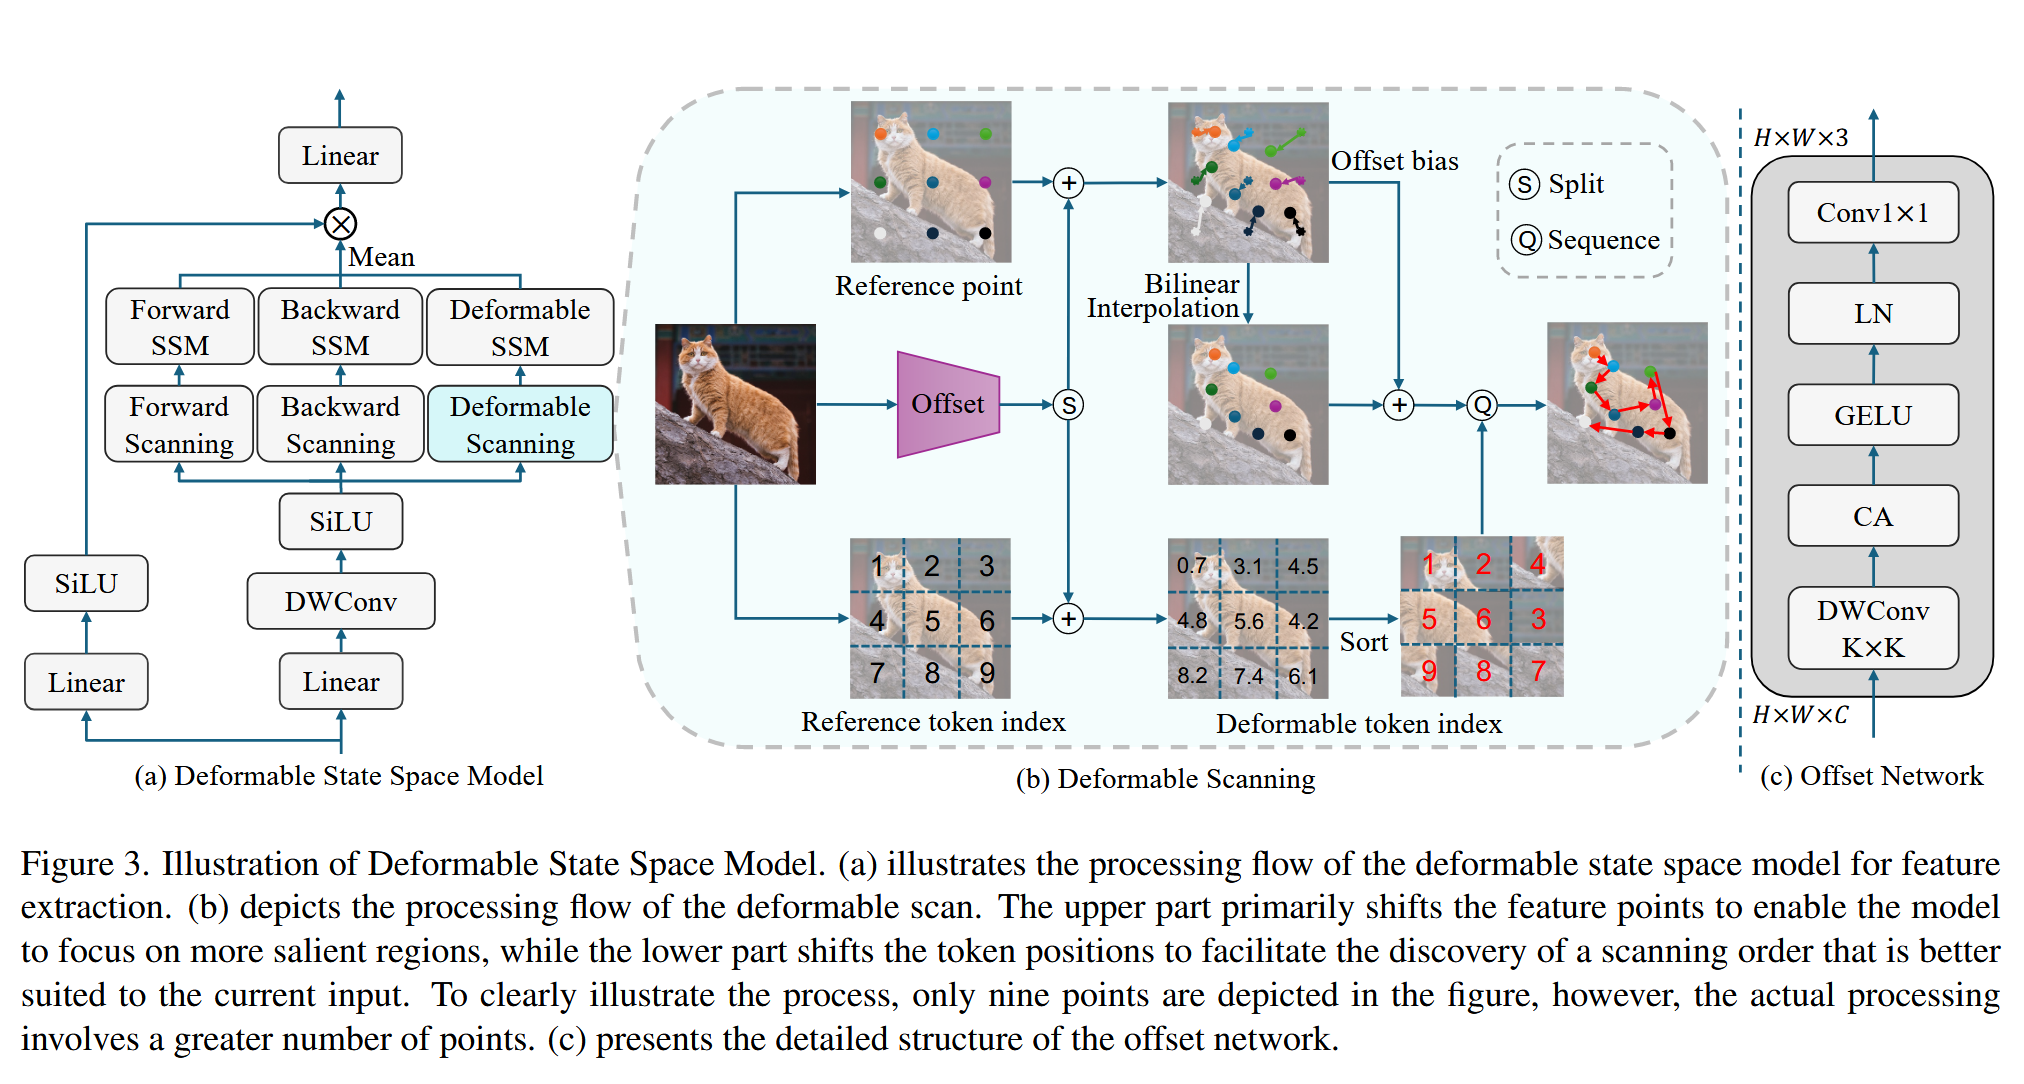 Linear
Mean
Forward
SSM
Backward
SSM
Deformable
SSM
Forward
Scanning
Backward
Scanning
Deformable
Scanning
SiLU
SiLU
DWConv
Linear
Linear
(a) Deformable State Space Model
Reference point
Offset bias
S Split
Q Sequence
Bilinear
Interpolation
Offset
S
Q
1 2 3
4 5 6
7 8 9
Reference token index
0.7 3.1 4.5
4.8 5.6 4.2
8.2 7.4 6.1
Sort
1 2 4
5 6 3
9 8 7
Deformable token index
(b) Deformable Scanning
H×W×3
Conv1×1
LN
GELU
CA
DWConv
K×K
H×W×C
(c) Offset Network
Figure 3. Illustration of Deformable State Space Model. (a) illustrates the processing flow of the deformable state space model for feature
extraction. (b) depicts the processing flow of the deformable scan. The upper part primarily shifts the feature points to enable the model
to focus on more salient regions, while the lower part shifts the token positions to facilitate the discovery of a scanning order that is better
suited to the current input. To clearly illustrate the process, only nine points are depicted in the figure, however, the actual processing
involves a greater number of points. (c) presents the detailed structure of the offset network.